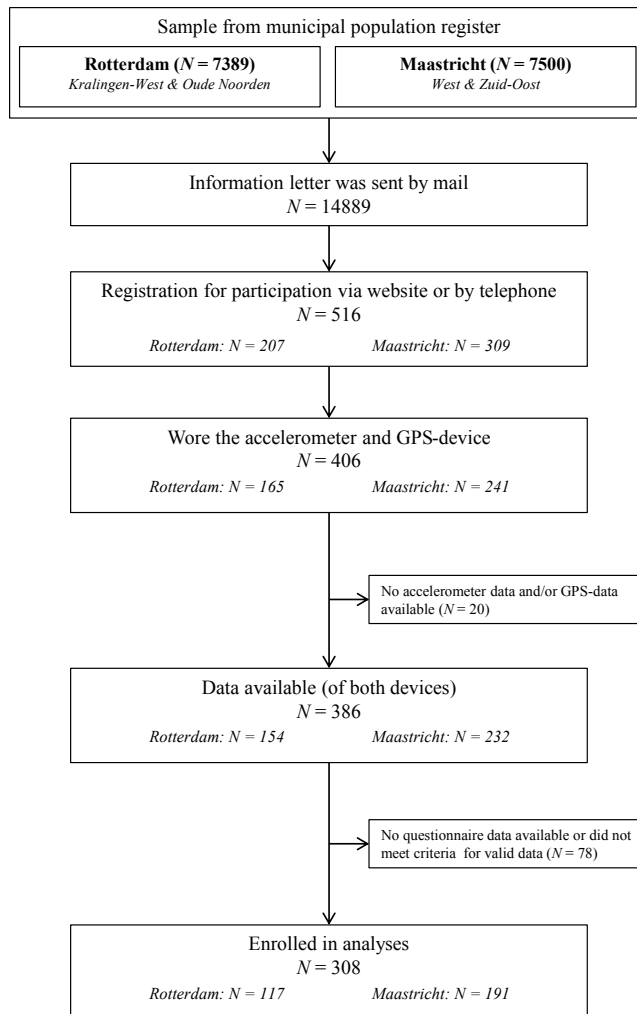 Sample from municipal population register
Rotterdam (N = 7389)
Kralingen-West & Oude Noorden
Maastricht (N = 7500)
West & Zuid-Oost
Information letter was sent by mail
N = 14889
Registration for participation via website or by telephone
N = 516
Rotterdam: N = 207 Maastricht: N = 309
Wore the accelerometer and GPS-device
N = 406
Rotterdam: N = 165 Maastricht: N = 241
No accelerometer data and/or GPS-data
available (N = 20)
Data available (of both devices)
N = 386
Rotterdam: N = 154 Maastricht: N = 232
No questionnaire data available or did not
meet criteria for valid data (N = 78)
Enrolled in analyses
N = 308
Rotterdam: N = 117 Maastricht: N = 191